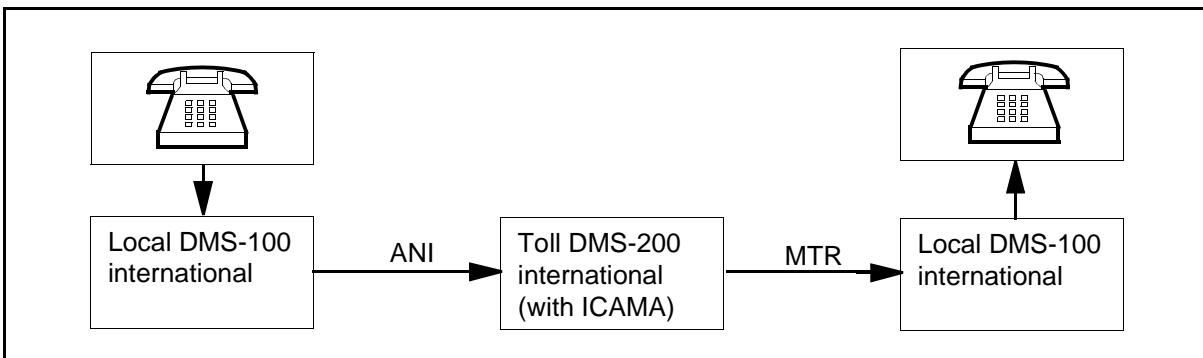 Local DMS-100
international
ANI
Toll DMS-200
international
(with ICAMA)
MTR
Local DMS-100
international